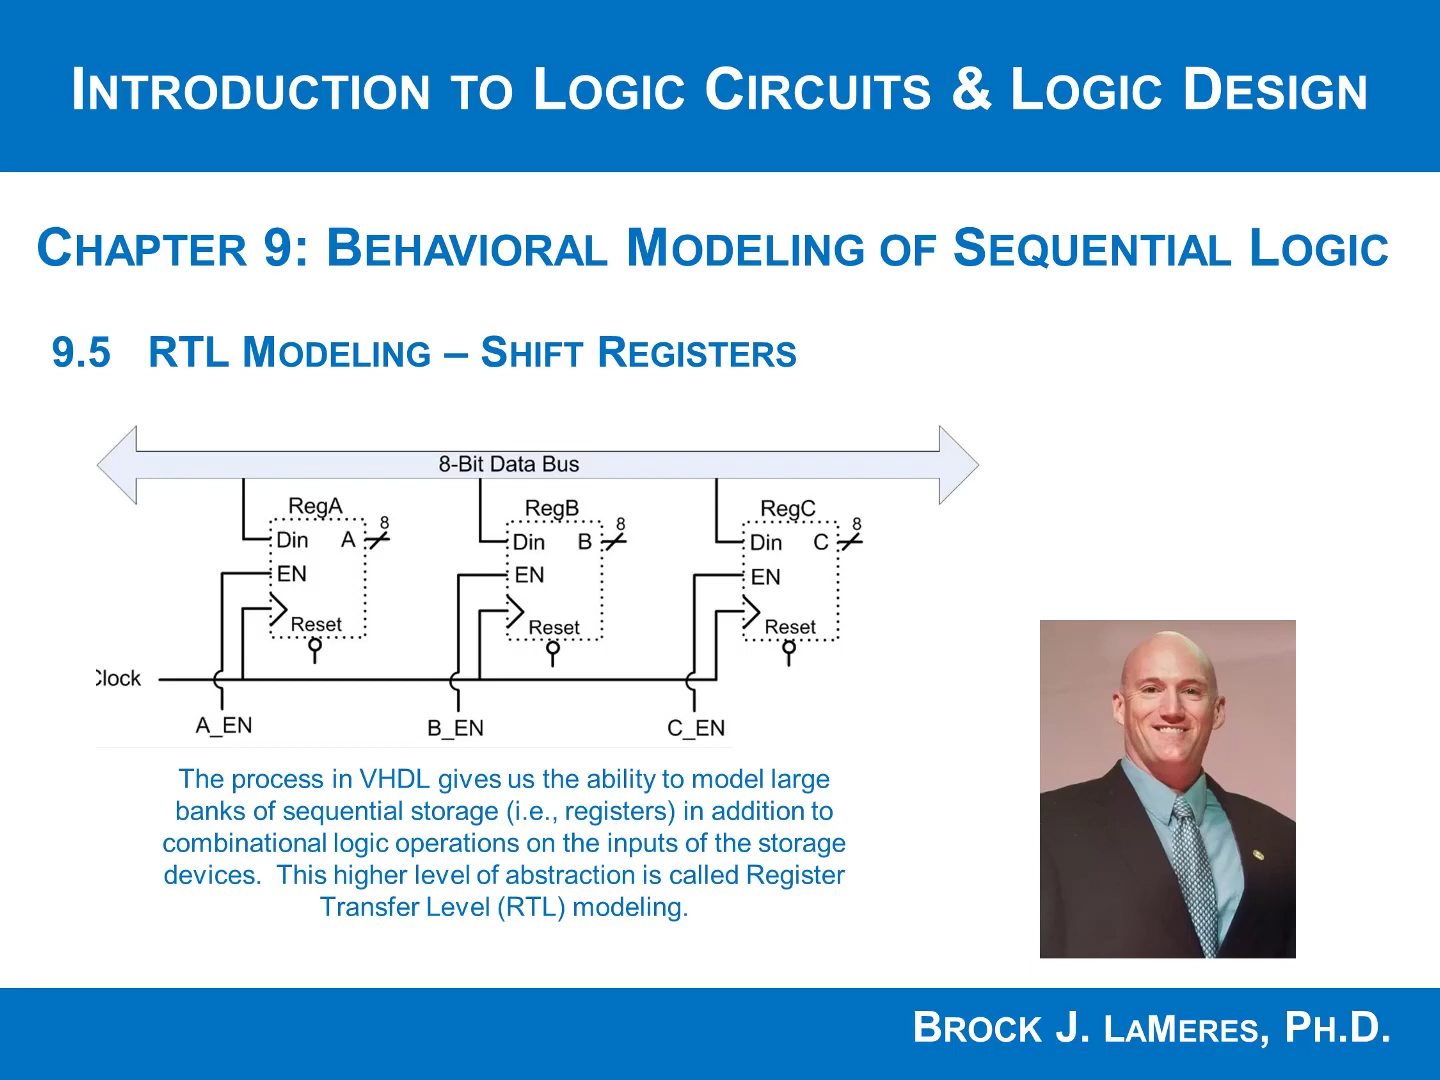 INTRODUCTION TO LOGIC CIRCUITS & LOGIC DESIGN
CHAPTER 9: BEHAVIORAL MODELING OF SEQUENTIAL LOGIC
9.5 RTL MODELING – SHIFT REGISTERS
8-Bit Data Bus
RegA RegB RegC
8 8 8
Din A Din B Din C
EN EN EN
Reset Reset Reset
Clock
A_EN B_EN C_EN
The process in VHDL gives us the ability to model large
banks of sequential storage (i.e., registers) in addition to
combinational logic operations on the inputs of the storage
devices. This higher level of abstraction is called Register
Transfer Level (RTL) modeling.
BROCK J. LAMERES, PH.D.